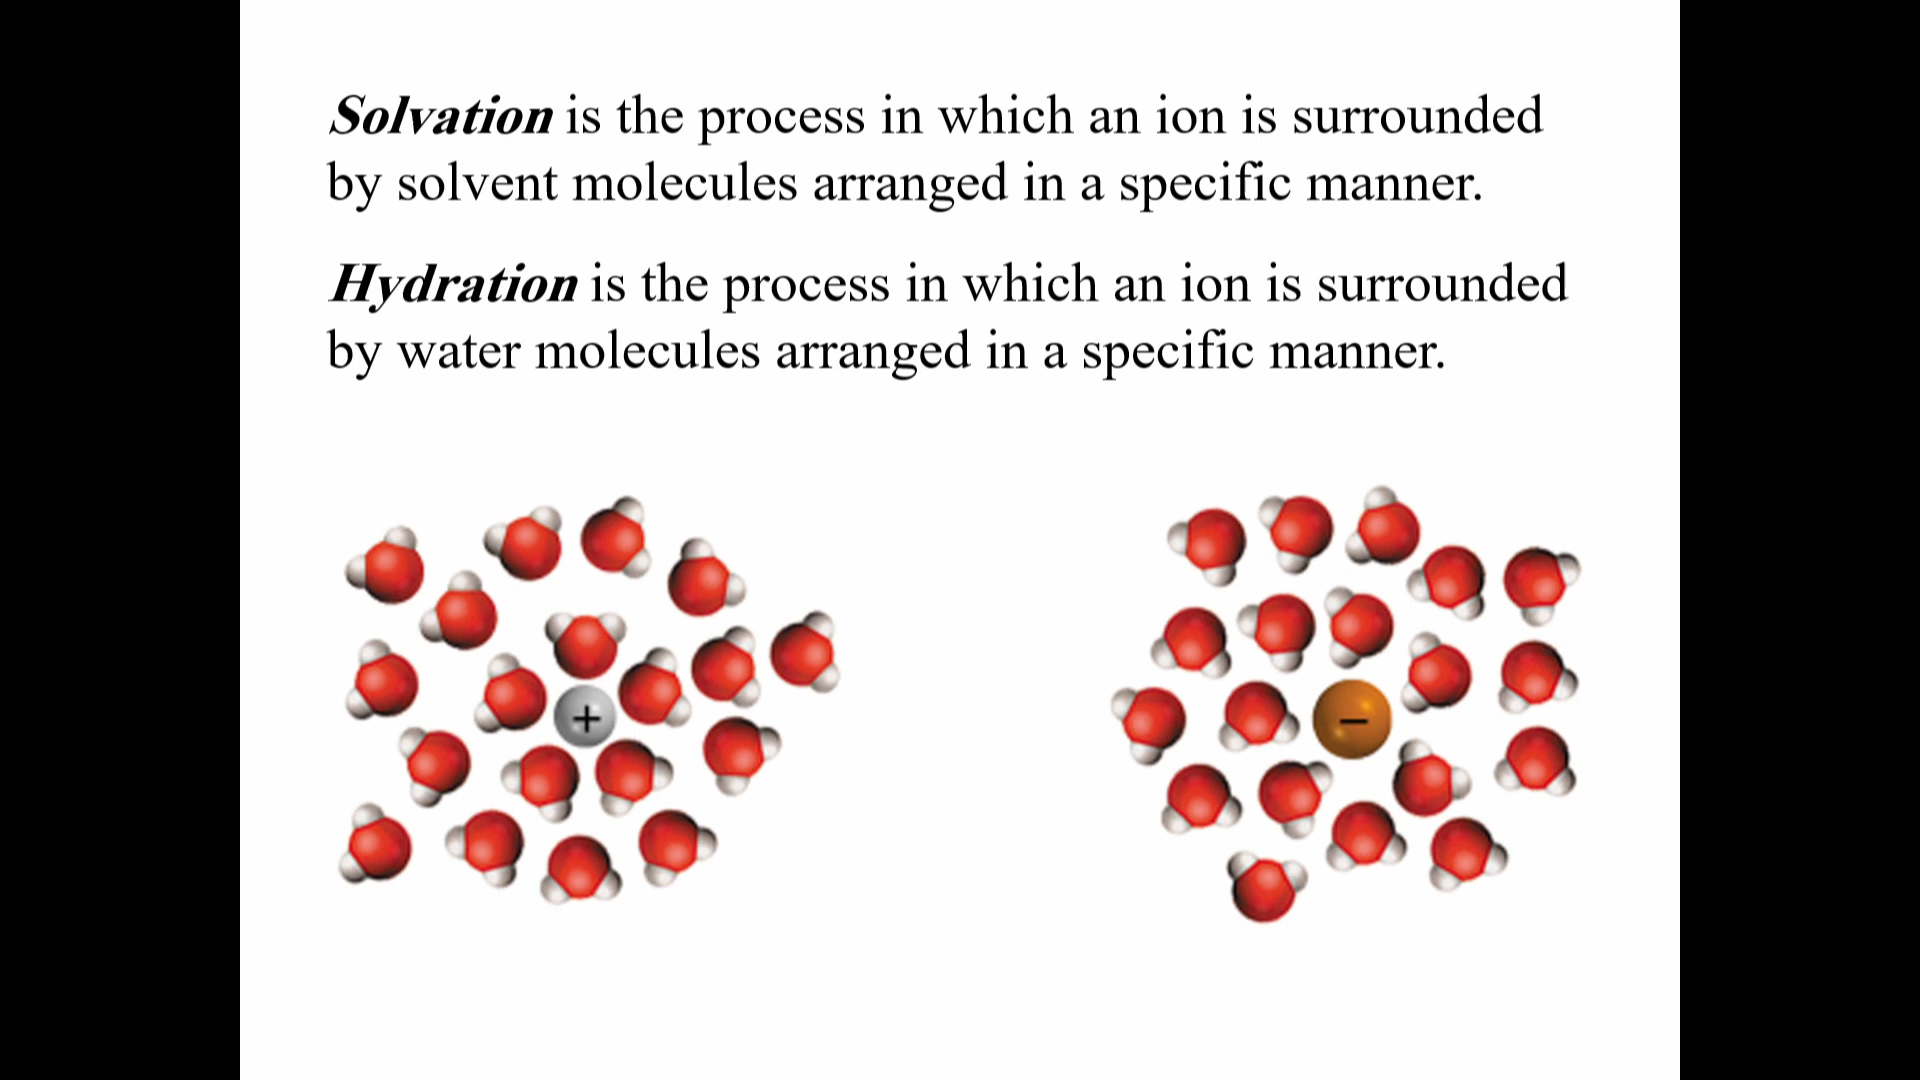 Solvation is the process in which an ion is surrounded
by solvent molecules arranged in a specific manner.
Hydration is the process in which an ion is surrounded
by water molecules arranged in a specific manner.
+ −